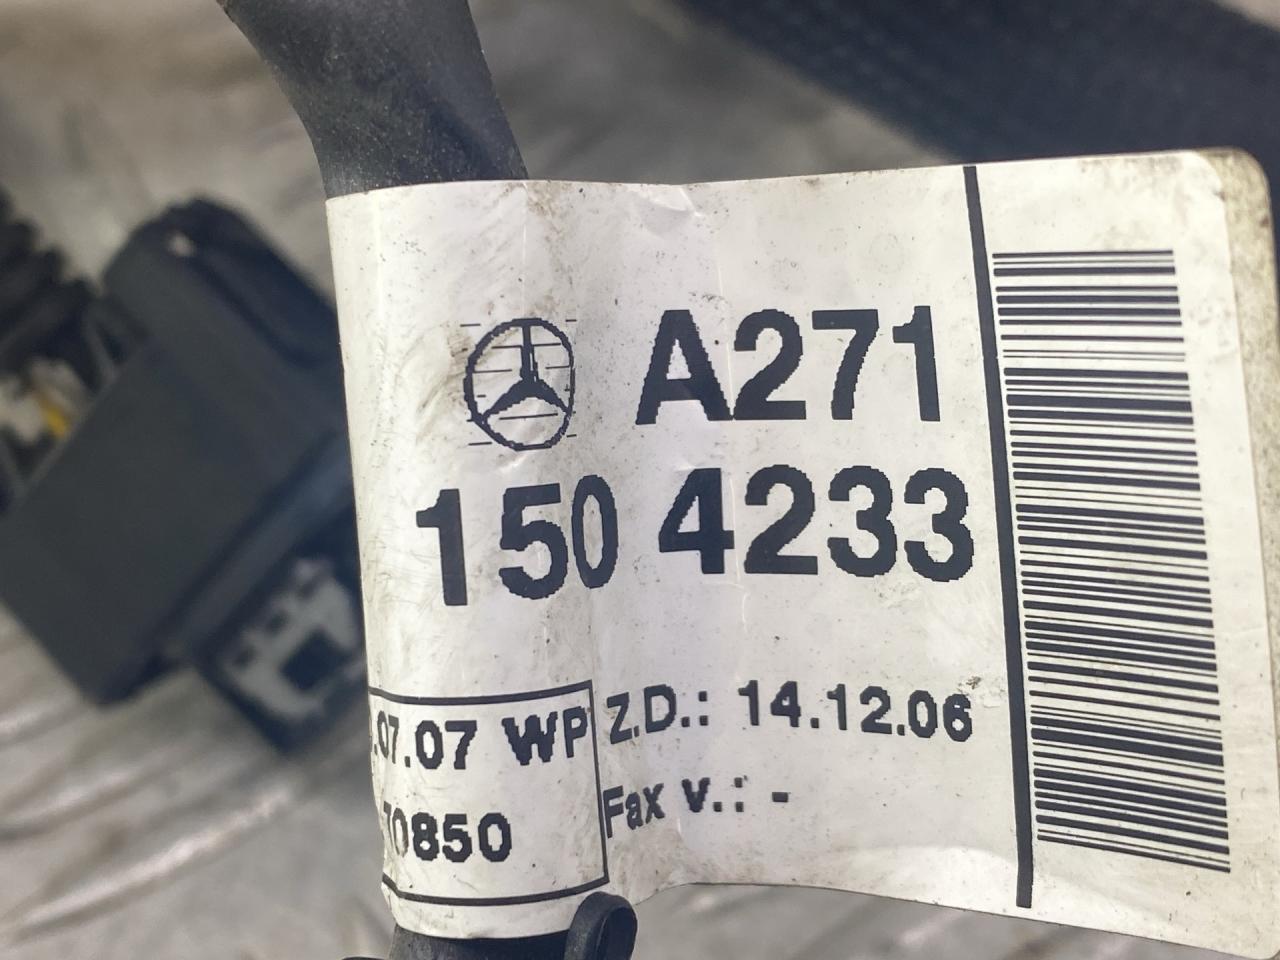 A271
150 4233
.07.07 WP
Z.D.: 14.12.06
Fax v.: -
70850